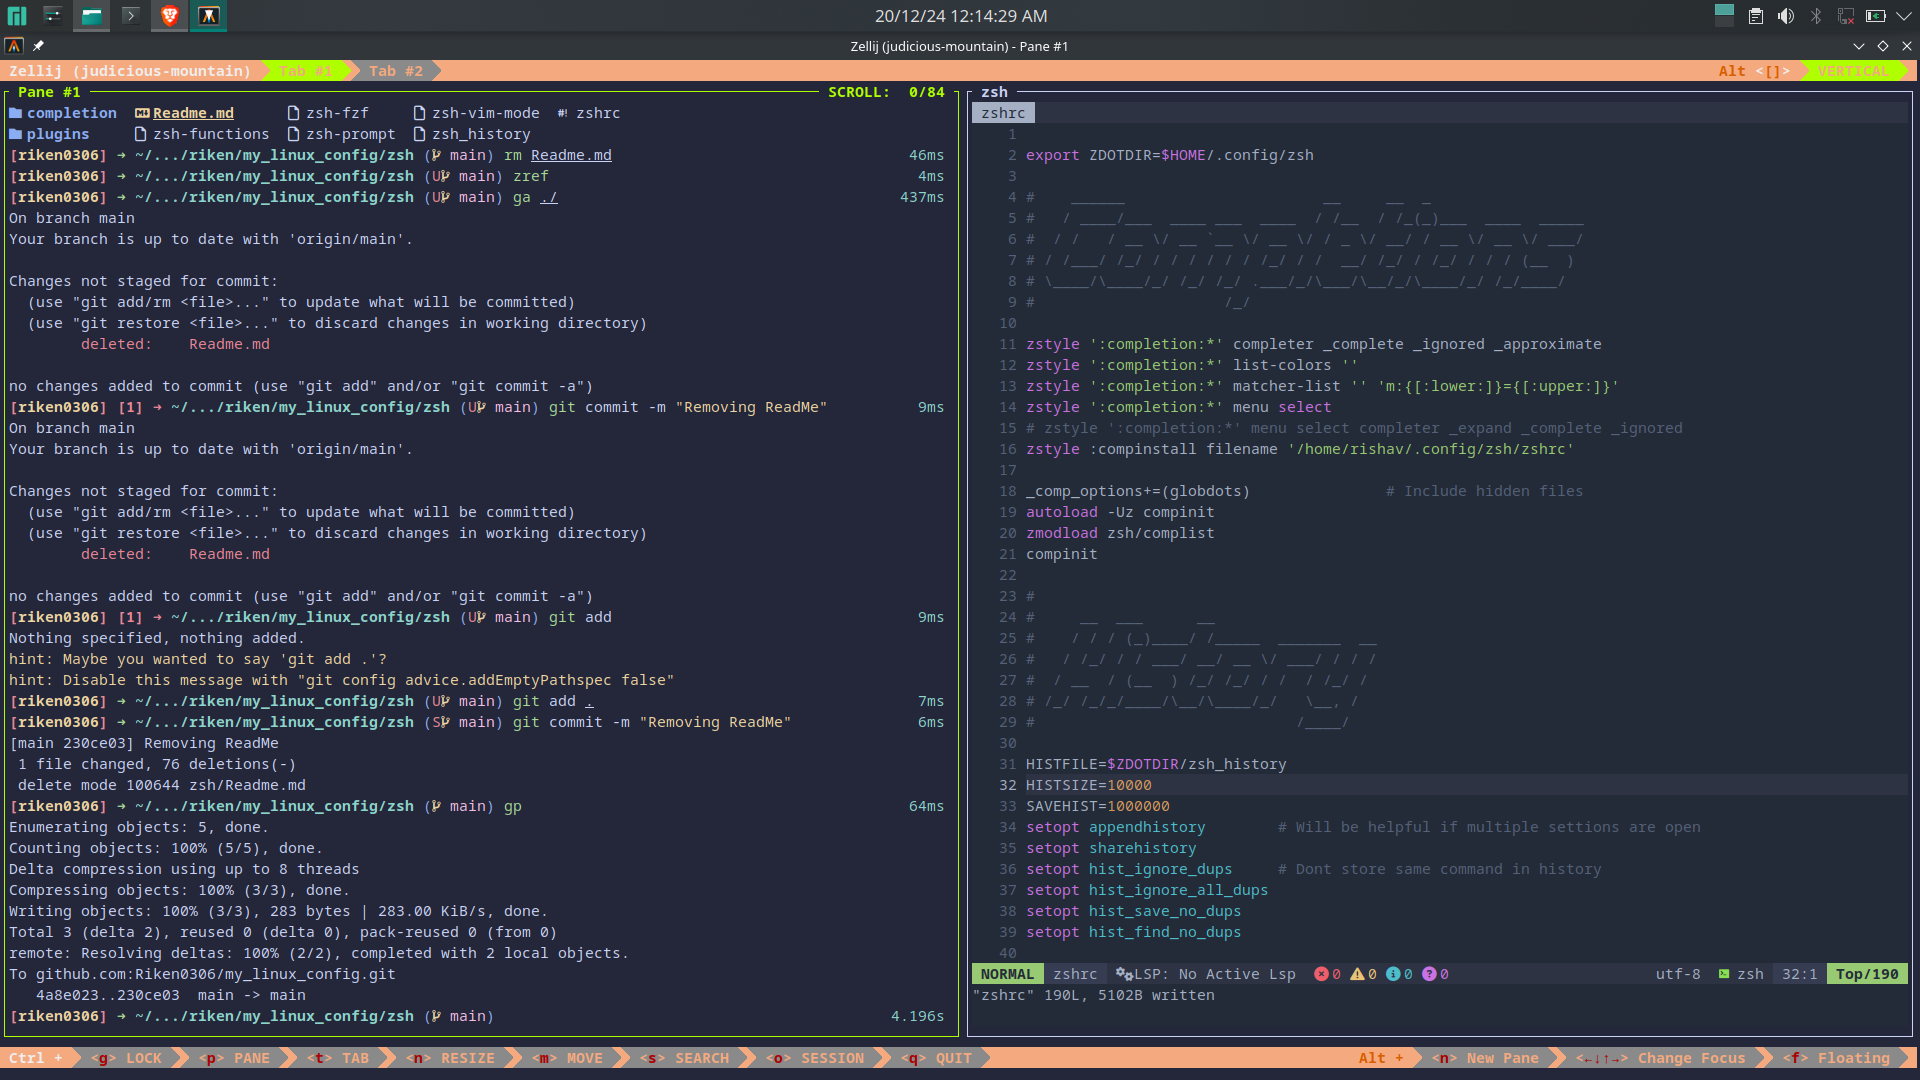 20/12/24 12:14:29 AM
Zellij (judicious-mountain) - Pane #1
Zellij (judicious-mountain) Tab #1 Tab #2 Alt <[]> VERTICAL
Pane #1 SCROLL: 0/84
completion Readme.md zsh-fzf zsh-vim-mode zshrc
plugins zsh-functions zsh-prompt zsh_history
[riken0306] → ~/.../riken/my_linux_config/zsh ( main) rm Readme.md 46ms
[riken0306] → ~/.../riken/my_linux_config/zsh (U main) zref 4ms
[riken0306] → ~/.../riken/my_linux_config/zsh (U main) ga ./ 437ms
On branch main
Your branch is up to date with 'origin/main'.
Changes not staged for commit:
(use "git add/rm <file>..." to update what will be committed)
(use "git restore <file>..." to discard changes in working directory)
deleted: Readme.md
no changes added to commit (use "git add" and/or "git commit -a")
[riken0306] [1] → ~/.../riken/my_linux_config/zsh (U main) git commit -m "Removing ReadMe" 9ms
On branch main
Your branch is up to date with 'origin/main'.
Changes not staged for commit:
(use "git add/rm <file>..." to update what will be committed)
(use "git restore <file>..." to discard changes in working directory)
deleted: Readme.md
no changes added to commit (use "git add" and/or "git commit -a")
[riken0306] [1] → ~/.../riken/my_linux_config/zsh (U main) git add 9ms
Nothing specified, nothing added.
hint: Maybe you wanted to say 'git add .'?
hint: Disable this message with "git config advice.addEmptyPathspec false"
[riken0306] → ~/.../riken/my_linux_config/zsh (U main) git add . 7ms
[riken0306] → ~/.../riken/my_linux_config/zsh (S main) git commit -m "Removing ReadMe" 6ms
[main 230ce03] Removing ReadMe
1 file changed, 76 deletions(-)
delete mode 100644 zsh/Readme.md
[riken0306] → ~/.../riken/my_linux_config/zsh ( main) gp 64ms
Enumerating objects: 5, done.
Counting objects: 100% (5/5), done.
Delta compression using up to 8 threads
Compressing objects: 100% (3/3), done.
Writing objects: 100% (3/3), 283 bytes | 283.00 KiB/s, done.
Total 3 (delta 2), reused 0 (delta 0), pack-reused 0 (from 0)
remote: Resolving deltas: 100% (2/2), completed with 2 local objects.
To github.com:Riken0306/my_linux_config.git
4a8e023..230ce03 main -> main
[riken0306] → ~/.../riken/my_linux_config/zsh ( main) 4.196s
zsh
zshrc
1
2 export ZDOTDIR=$HOME/.config/zsh
3
4 #
5 #
6 #
7 # Completions
8 #
9 #
10
11 zstyle ':completion:*' completer _complete _ignored _approximate
12 zstyle ':completion:*' list-colors ''
13 zstyle ':completion:*' matcher-list '' 'm:{[:lower:]}={[:upper:]}'
14 zstyle ':completion:*' menu select
15 # zstyle ':completion:*' menu select completer _expand _complete _ignored
16 zstyle :compinstall filename '/home/rishav/.config/zsh/zshrc'
17
18 _comp_options+=(globdots) # Include hidden files
19 autoload -Uz compinit
20 zmodload zsh/complist
21 compinit
22
23 #
24 #
25 #
26 # History
27 #
28 #
29 #
30
31 HISTFILE=$ZDOTDIR/zsh_history
32 HISTSIZE=10000
33 SAVEHIST=1000000
34 setopt appendhistory # Will be helpful if multiple settions are open
35 setopt sharehistory
36 setopt hist_ignore_dups # Dont store same command in history
37 setopt hist_ignore_all_dups
38 setopt hist_save_no_dups
39 setopt hist_find_no_dups
40
NORMAL zshrc LSP: No Active Lsp 0 0 0 0 utf-8 zsh 32:1 Top/190
"zshrc" 190L, 5102B written
Ctrl + <g> LOCK <p> PANE <t> TAB <n> RESIZE <m> MOVE <s> SEARCH <o> SESSION <q> QUIT Alt + <n> New Pane <←↓↑→> Change Focus <f> Floating